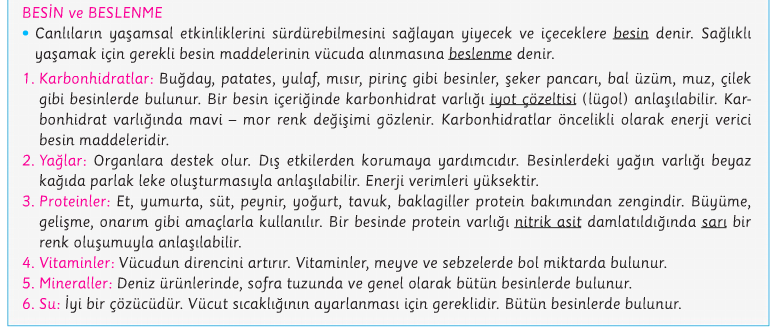 BESİN ve BESLENME
• Canlıların yaşamsal etkinliklerini sürdürebilmesini sağlayan yiyecek ve içeceklere besin denir. Sağlıklı
yaşamak için gerekli besin maddelerinin vücuda alınmasına beslenme denir.
1. Karbonhidratlar: Buğday, patates, yulaf, mısır, pirinç gibi besinler, şeker pancarı, bal üzüm, muz, çilek
gibi besinlerde bulunur. Bir besin içeriğinde karbonhidrat varlığı iyot çözeltisi (lügol) anlaşılabilir. Kar-
bonhidrat varlığında mavi – mor renk değişimi gözlenir. Karbonhidratlar öncelikli olarak enerji verici
besin maddeleridir.
2. Yağlar: Organlara destek olur. Dış etkilerden korumaya yardımcıdır. Besinlerdeki yağın varlığı beyaz
kağıda parlak leke oluşturmasıyla anlaşılabilir. Enerji verimleri yüksektir.
3. Proteinler: Et, yumurta, süt, peynir, yoğurt, tavuk, baklagiller protein bakımından zengindir. Büyüme,
gelişme, onarım gibi amaçlarla kullanılır. Bir besinde protein varlığı nitrik asit damlatıldığında sarı bir
renk oluşumuyla anlaşılabilir.
4. Vitaminler: Vücudun direncini artırır. Vitaminler, meyve ve sebzelerde bol miktarda bulunur.
5. Mineraller: Deniz ürünlerinde, sofra tuzunda ve genel olarak bütün besinlerde bulunur.
6. Su: İyi bir çözücüdür. Vücut sıcaklığının ayarlanması için gereklidir. Bütün besinlerde bulunur.